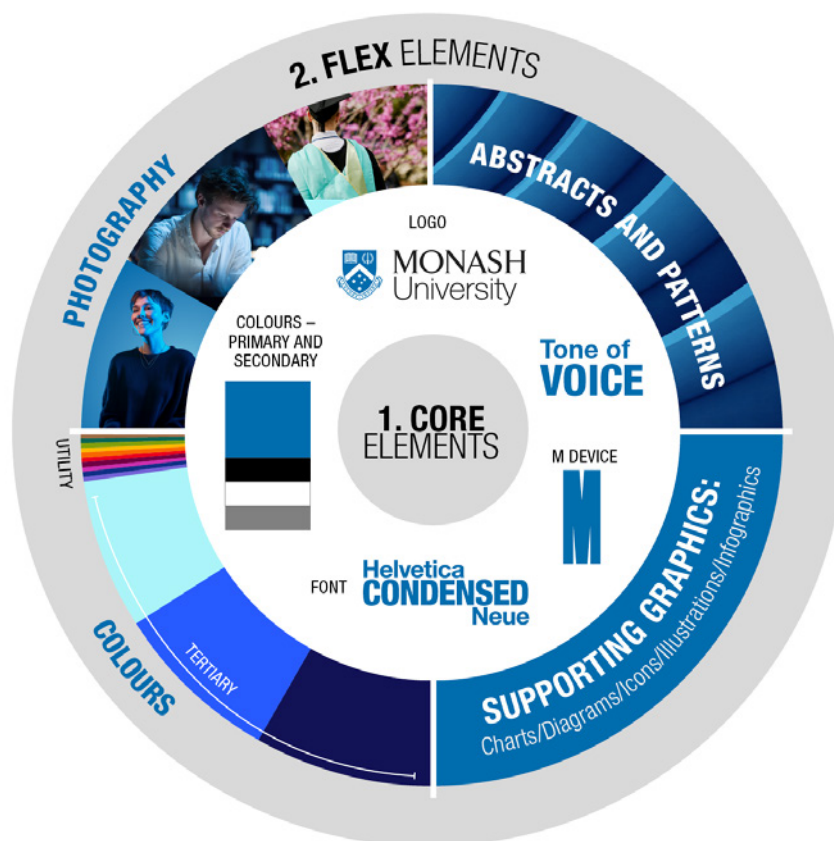 2. FLEX ELEMENTS
PHOTOGRAPHY
ABSTRACTS AND PATTERNS
LOGO
MONASH
University
COLOURS –
PRIMARY AND
SECONDARY
Tone of
VOICE
1. CORE
ELEMENTS
M DEVICE
M
FONT
Helvetica
CONDENSED
Neue
UTILITY
COLOURS
TERTIARY
SUPPORTING GRAPHICS:
Charts/Diagrams/Icons/Illustrations/Infographics